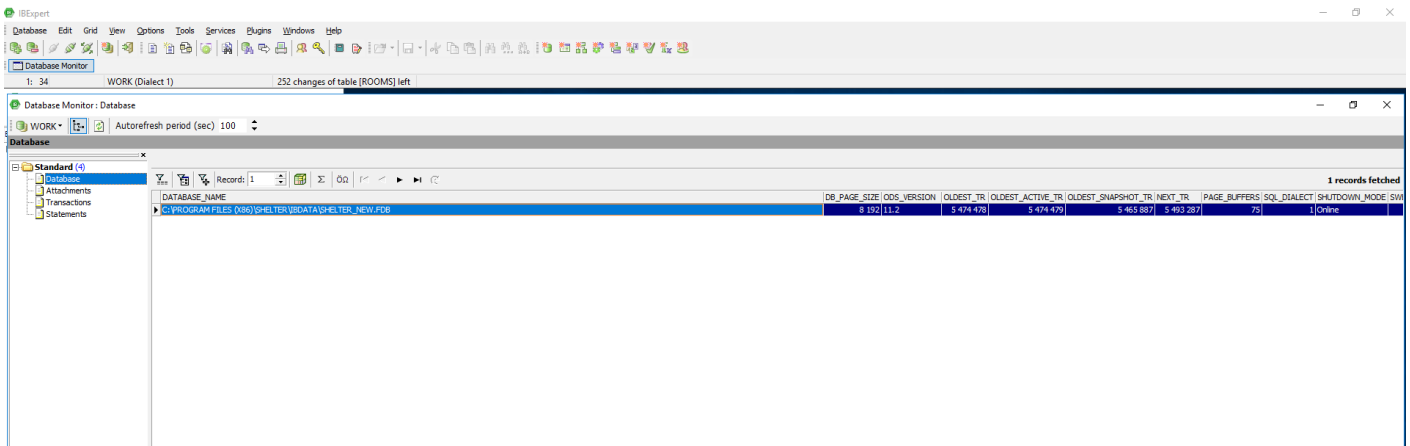 IBExpert
Database Edit Grid View Options Tools Services Plugins Windows Help
Database Monitor
1: 34 WORK (Dialect 1) 252 changes of table [ROOMS] left
Database Monitor : Database
WORK Autorefresh period (sec) 100
Database
Standard (4)
Database
Attachments
Transactions
Statements
Record: 1 Σ ÖΩ 1 records fetched
DATABASE_NAME DB_PAGE_SIZE ODS_VERSION OLDEST_TR OLDEST_ACTIVE_TR OLDEST_SNAPSHOT_TR NEXT_TR PAGE_BUFFERS SQL_DIALECT SHUTDOWN_MODE SWI
C:\PROGRAM FILES (X86)\SHELTER\IBDATA\SHELTER_NEW.FDB 8 192 11.2 5 474 478 5 474 479 5 465 887 5 493 287 75 1 Online